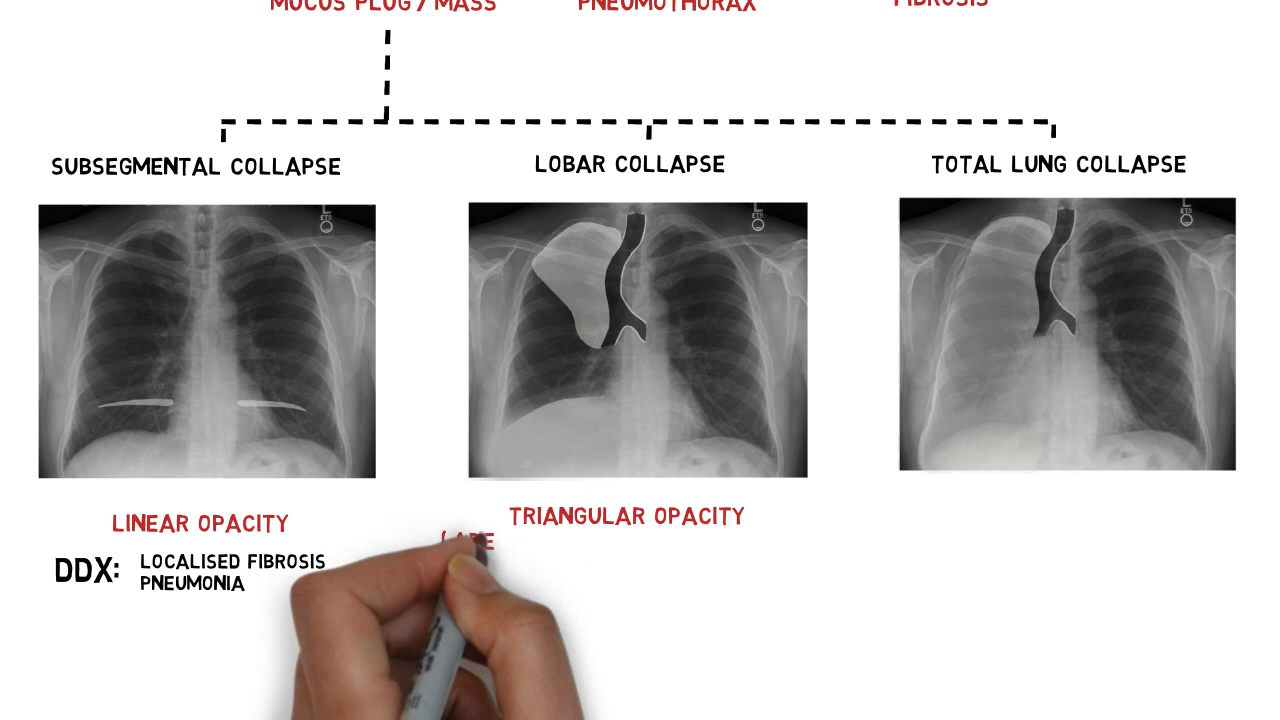 MUCUS PLUG / MASS PNEUMOTHORAX FIBROSIS
SUBSEGMENTAL COLLAPSE LOBAR COLLAPSE TOTAL LUNG COLLAPSE
LINEAR OPACITY TRIANGULAR OPACITY
DDX: LOCALISED FIBROSIS
PNEUMONIA